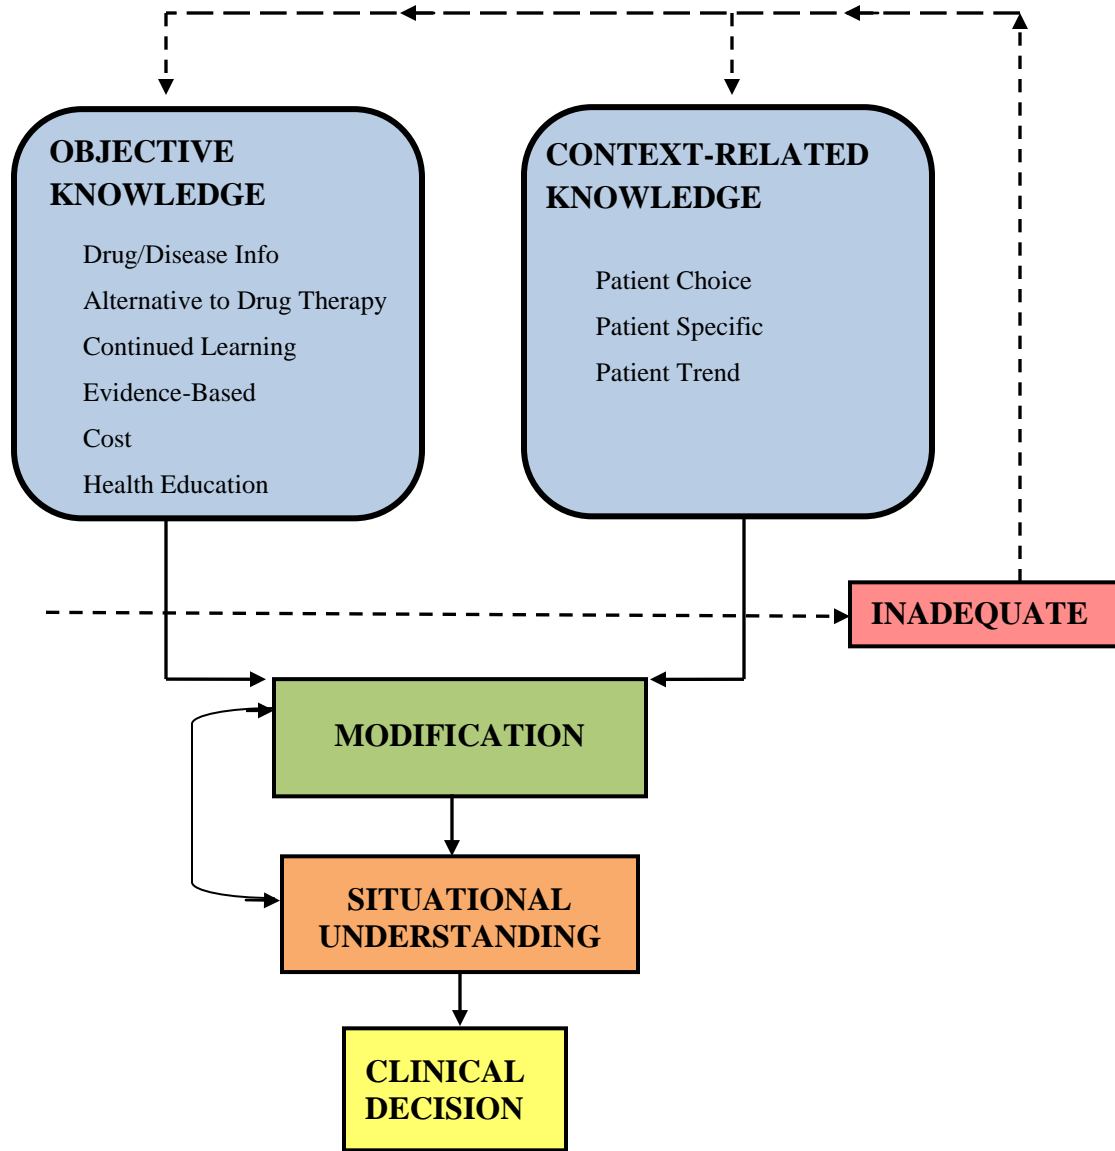 OBJECTIVE
KNOWLEDGE
Drug/Disease Info
Alternative to Drug Therapy
Continued Learning
Evidence-Based
Cost
Health Education
CONTEXT-RELATED
KNOWLEDGE
Patient Choice
Patient Specific
Patient Trend
INADEQUATE
MODIFICATION
SITUATIONAL
UNDERSTANDING
CLINICAL
DECISION